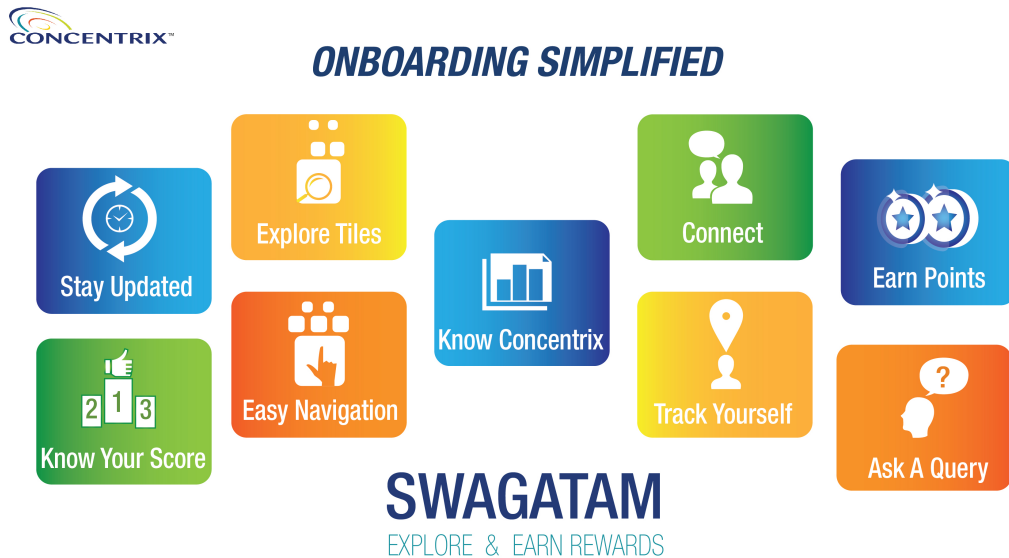 CONCENTRIX™
ONBOARDING SIMPLIFIED
Stay Updated
Explore Tiles
Know Concentrix
Connect
Earn Points
2 1 3
Know Your Score
Easy Navigation
Track Yourself
?
Ask A Query
SWAGATAM
EXPLORE & EARN REWARDS